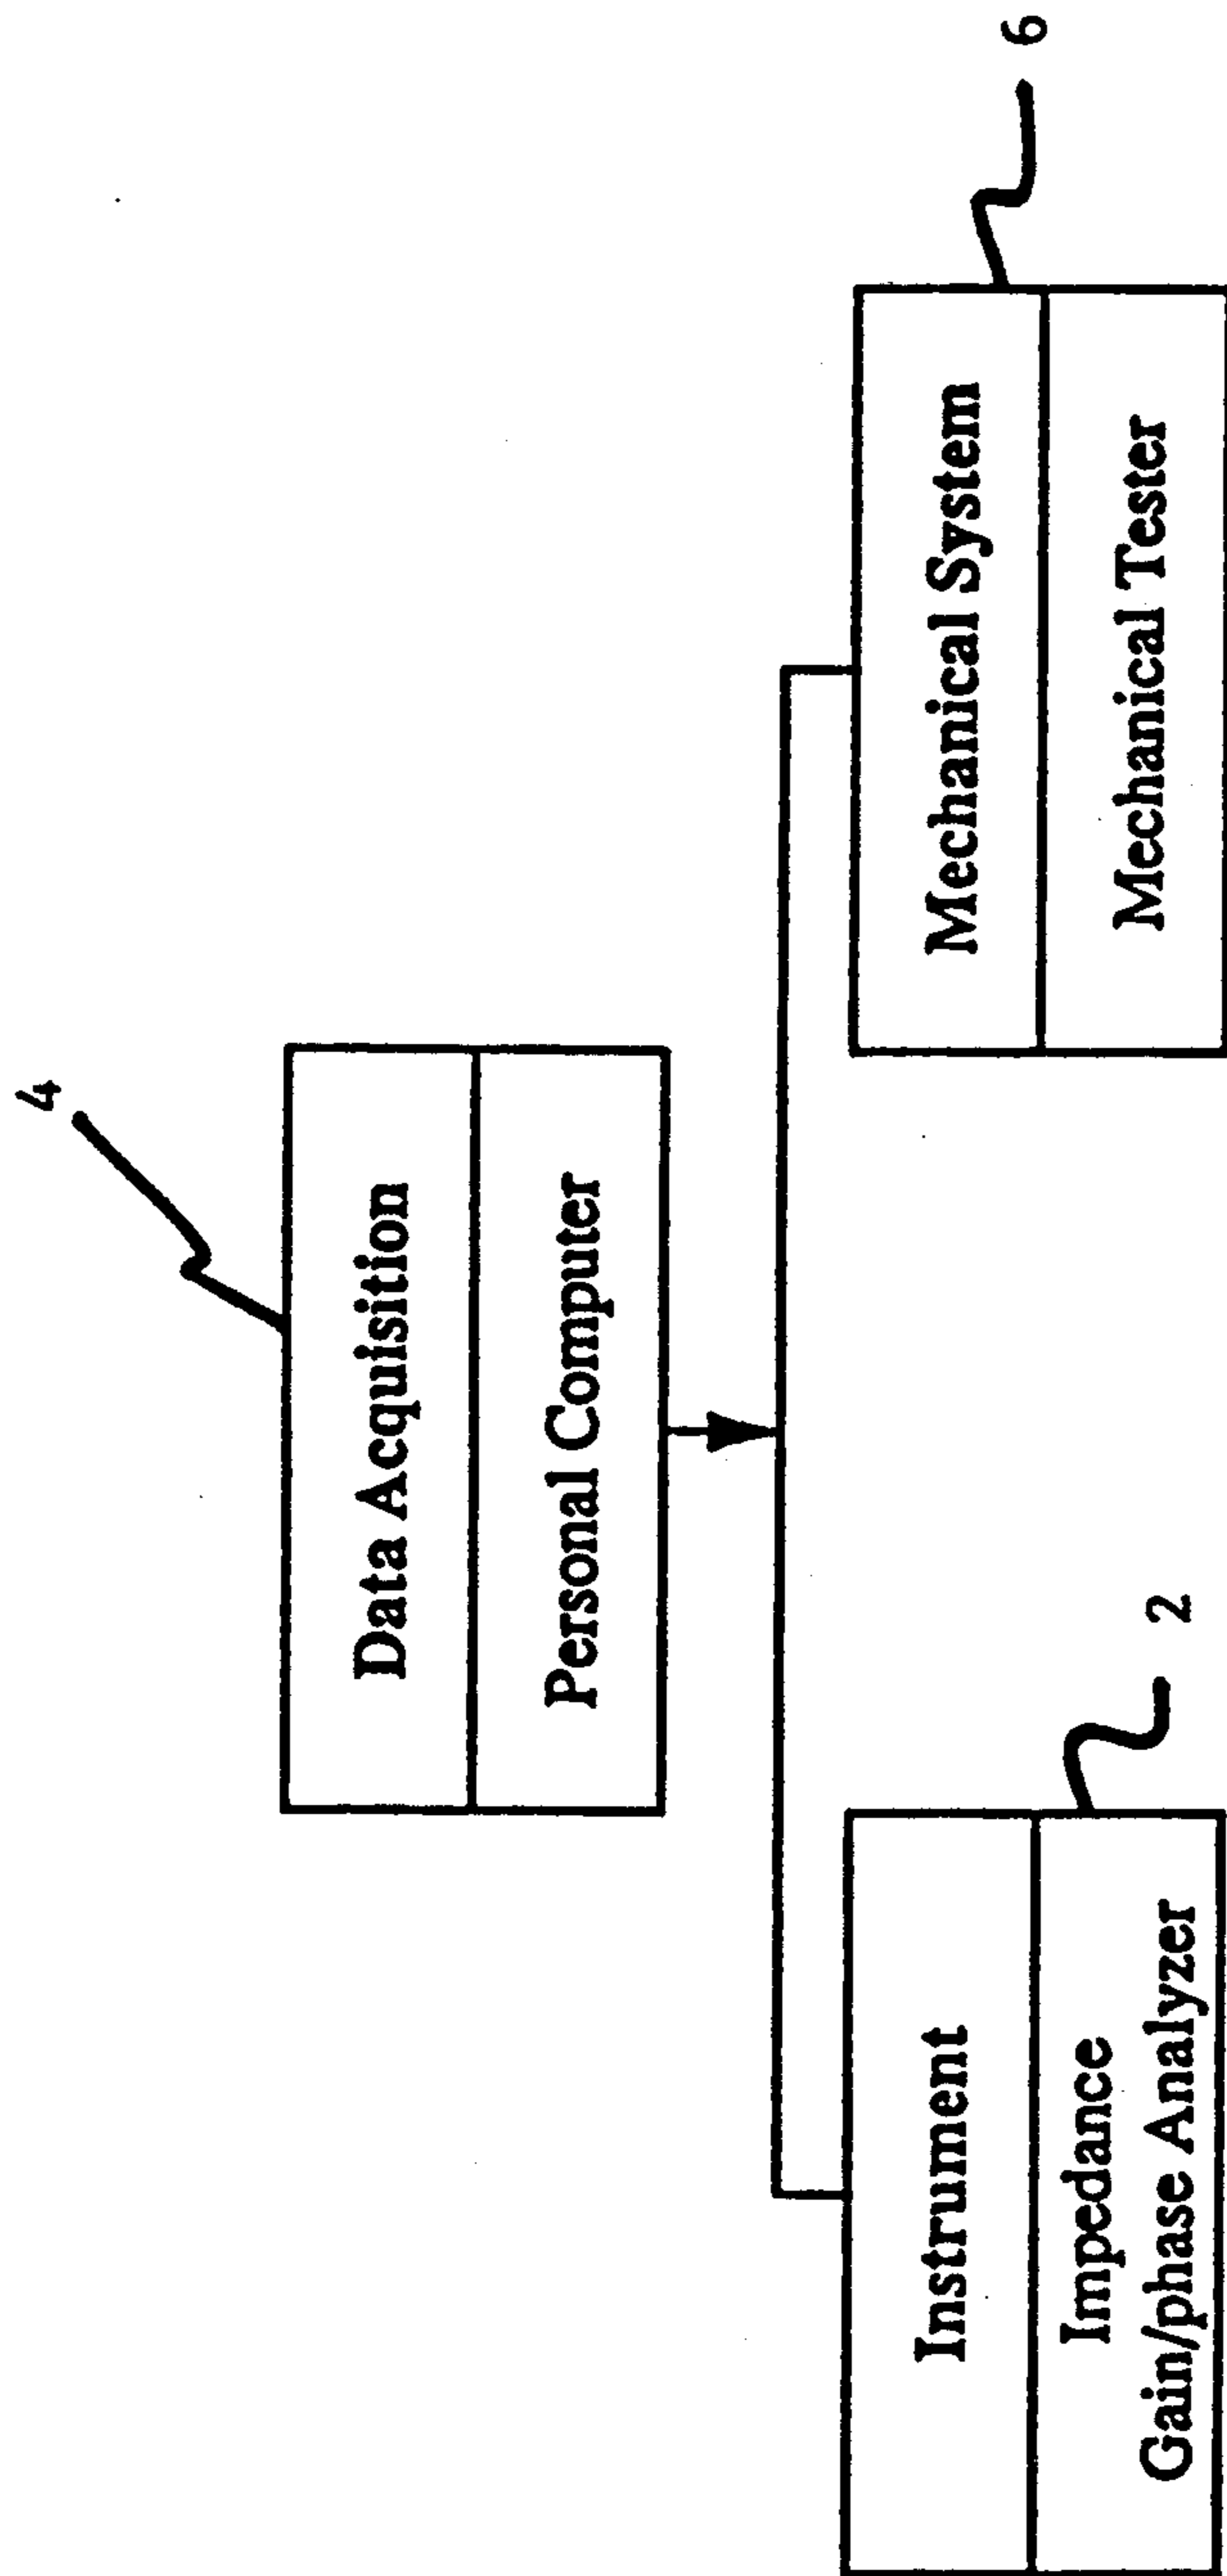 4
Data Acquisition
Personal Computer
Instrument
Impedance
Gain/phase Analyzer
2
Mechanical System
Mechanical Tester
6